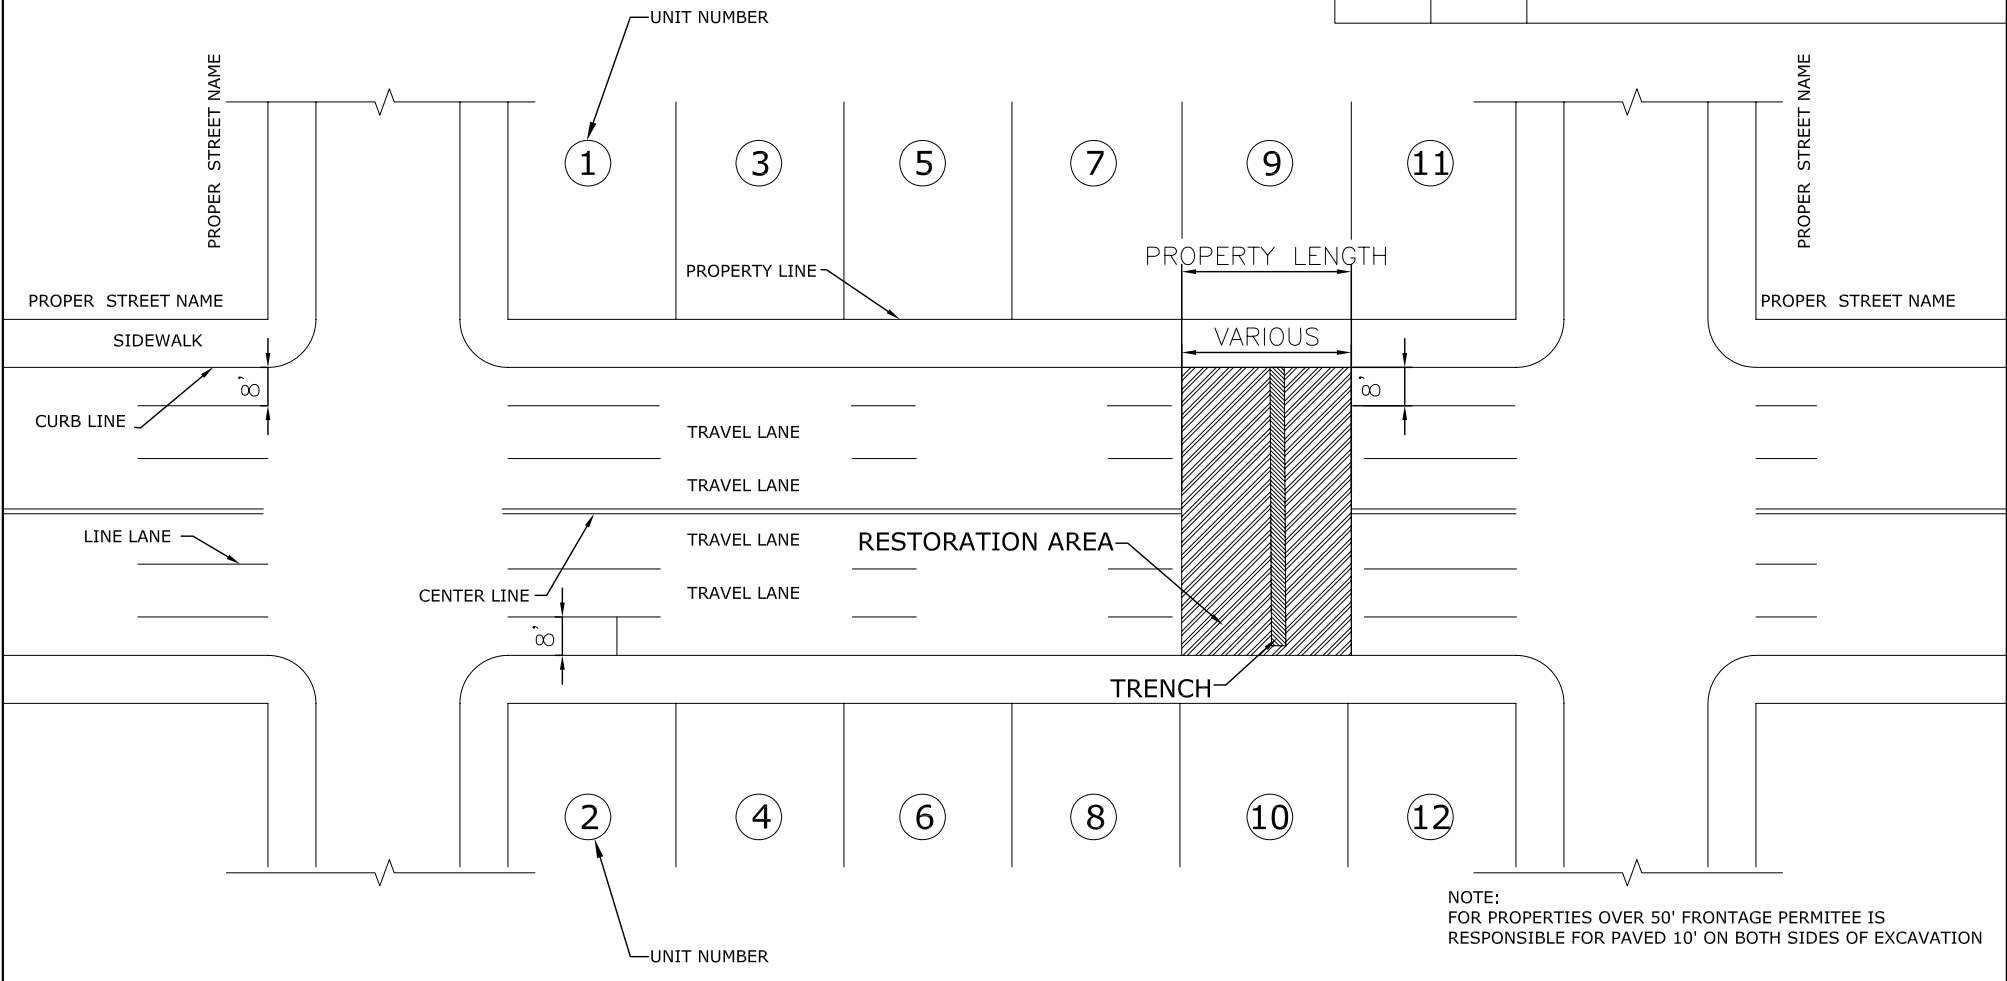 UNIT NUMBER
PROPER STREET NAME
PROPER STREET NAME
1
3
5
7
9
11
PROPERTY LENGTH
PROPERTY LINE
PROPER STREET NAME
PROPER STREET NAME
SIDEWALK
VARIOUS
8'
8'
CURB LINE
TRAVEL LANE
TRAVEL LANE
LINE LANE
TRAVEL LANE
RESTORATION AREA
CENTER LINE
TRAVEL LANE
8'
TRENCH
2
4
6
8
10
12
NOTE:
FOR PROPERTIES OVER 50' FRONTAGE PERMITEE IS
RESPONSIBLE FOR PAVED 10' ON BOTH SIDES OF EXCAVATION
UNIT NUMBER